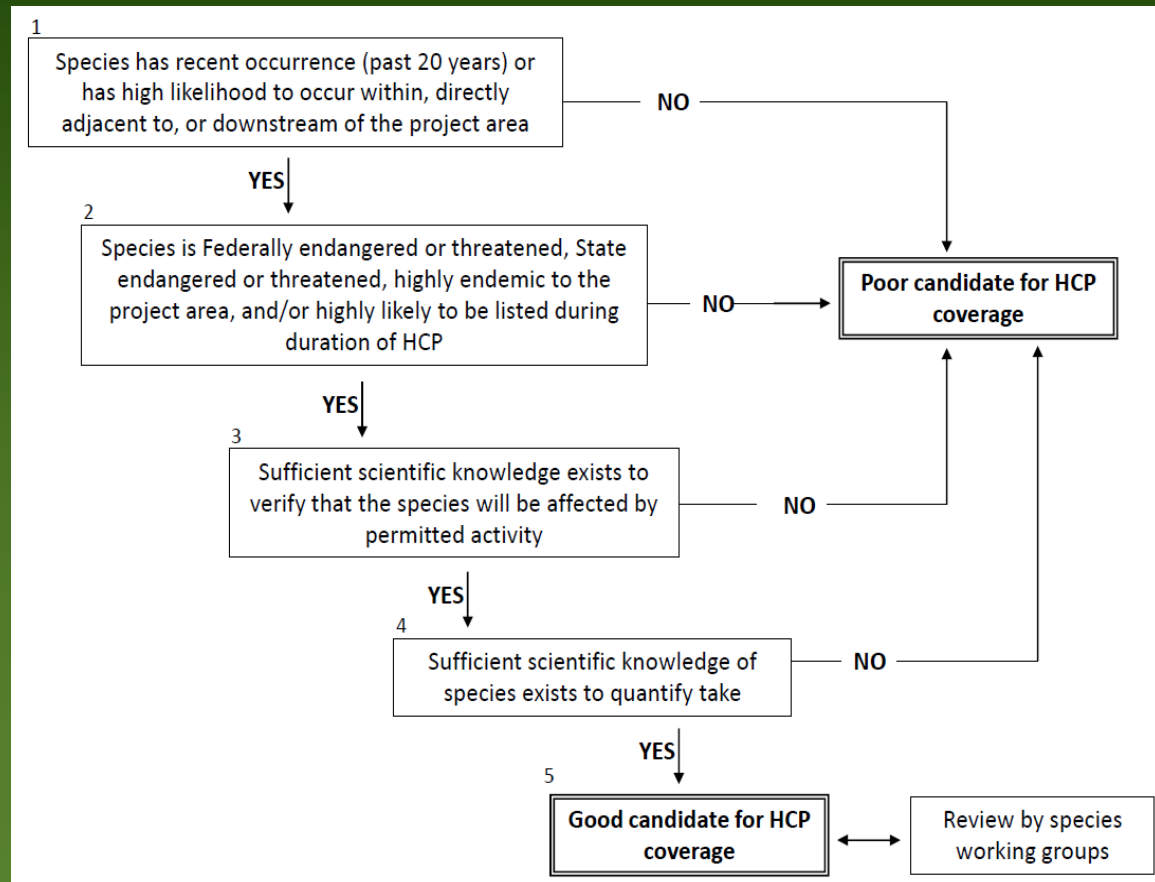 1
Species has recent occurrence (past 20 years) or
has high likelihood to occur within, directly
adjacent to, or downstream of the project area
NO
YES
2
Species is Federally endangered or threatened, State
endangered or threatened, highly endemic to the
project area, and/or highly likely to be listed during
duration of HCP
NO
Poor candidate for HCP
coverage
YES
3
Sufficient scientific knowledge exists to
verify that the species will be affected by
permitted activity
NO
YES
4
Sufficient scientific knowledge of
species exists to quantify take
NO
YES
5
Good candidate for HCP
coverage
Review by species
working groups